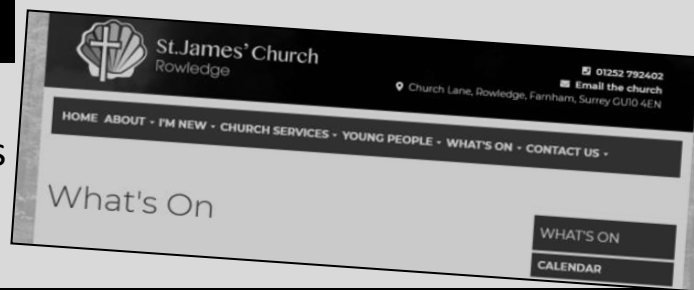 St.James' Church
Rowledge
01252 792402
Email the church
Church Lane, Rowledge, Farnham, Surrey GU10 4EN
HOME ABOUT - I'M NEW - CHURCH SERVICES - YOUNG PEOPLE - WHAT'S ON - CONTACT US -
What's On
WHAT'S ON
CALENDAR